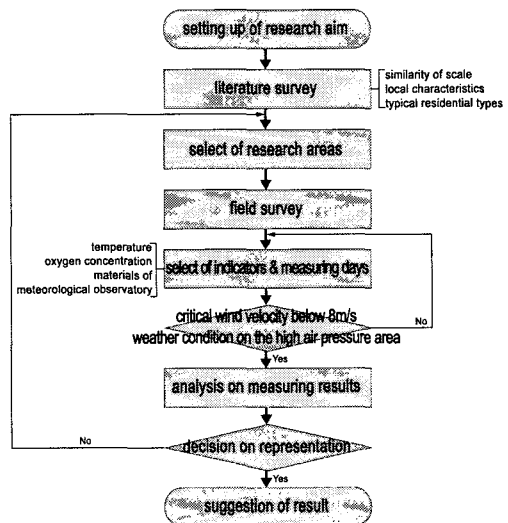 setting up of research aim
literature survey
similarity of scale
local characteristics
typical residential types
select of research areas
field survey
temperature
oxygen concentration
materials of
meteorological observatory
select of indicators & measuring days
critical wind velocity below 8m/s
weather condition on the high air pressure area
No
Yes
analysis on measuring results
No
decision on representation
Yes
suggestion of result